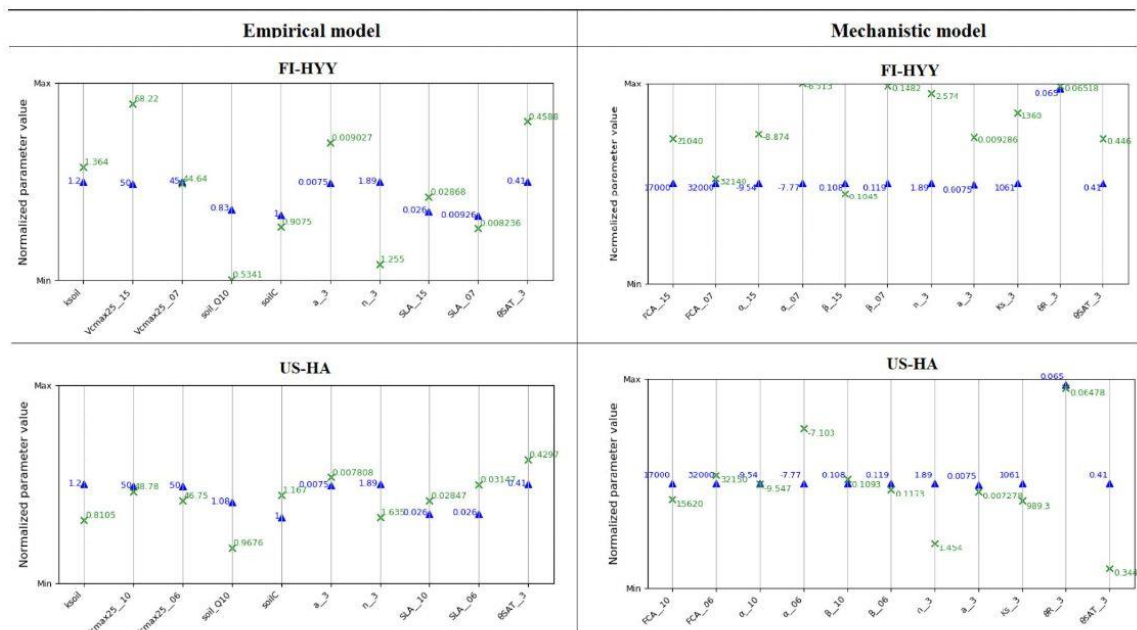 Empirical model
Mechanistic model
FI-HYY
Max
Normalized parameter value
Min
1.364
1.2
68.22
50
45
44.64
0.83
0.5341
1
0.9075
0.009027
0.0075
1.89
1.255
0.02868
0.026
0.00926
0.008236
0.4588
0.41
ksoil
Vcmax25_15
Vcmax25_07
soil_Q10
soilC
a_3
n_3
SLA_15
SLA_07
θSAT_3
FI-HYY
Max
Normalized parameter value
Min
21040
17000
32000
32140
-8.874
-9.54
-6.513
-7.77
0.108
0.1045
0.1482
0.119
2.574
1.89
0.009286
0.0075
1360
1061
0.065
0.06518
0.446
0.41
FCA_15
FCA_07
α_15
α_07
β_15
β_07
n_3
a_3
Ks_3
θR_3
θSAT_3
US-HA
Max
Normalized parameter value
Min
1.2
0.8105
50
48.78
50
46.75
1.08
0.9676
1.167
1
0.007808
0.0075
1.89
1.635
0.02847
0.026
0.03147
0.026
0.4297
0.41
ksoil
cmax25_10
cmax25_06
soil_Q10
soilC
a_3
n_3
SLA_10
SLA_06
θSAT_3
US-HA
Max
Normalized parameter value
Min
17000
15620
32000
32150
-9.54
-9.547
-7.103
-7.77
0.108
0.1093
0.119
0.1173
1.89
1.454
0.0075
0.007278
1061
989.3
0.065
0.06478
0.41
0.344
FCA_10
FCA_06
α_10
α_06
β_10
β_06
n_3
a_3
Ks_3
θR_3
θSAT_3